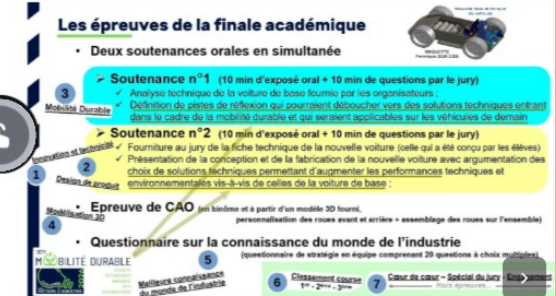 Les épreuves de la finale académique
• Deux soutenances orales en simultanée
➢ Soutenance n°1 (10 min d'exposé oral + 10 min de questions par le jury)
✓ Analyse technique de la voiture de base fournie par les organisateurs ;
✓ Définition de pistes de réflexion qui pourraient déboucher vers des solutions techniques entrant
dans le cadre de la mobilité durable et qui seraient applicables sur les véhicules de demain
3
Mobilité Durable
➢ Soutenance n°2 (10 min d'exposé oral + 10 min de questions par le jury)
✓ Fourniture au jury de la fiche technique de la nouvelle voiture (celle qui a été conçu par les élèves)
✓ Présentation de la conception et de la fabrication de la nouvelle voiture avec argumentation des
choix de solutions techniques permettant d'augmenter les performances techniques et
environnementales vis-à-vis de celles de la voiture de base ;
Innovation et technicité
1
2
Design de produit
• Epreuve de CAO (en binôme et à partir d'un modèle 3D fourni,
personnalisation des roues avant et arrière + assemblage des roues sur l'ensemble)
Modélisation 3D
4
• Questionnaire sur la connaissance du monde de l'industrie
(questionnaire de stratégie en équipe comprenant 20 questions à choix multiples)
5
Meilleure connaissance
du monde de l'industrie
MOBILITÉ DURABLE
6
Classement course
1er - 2ème - 3ème
7
Cœur de cœur – Spécial du jury - Engagement
Hors épreuves